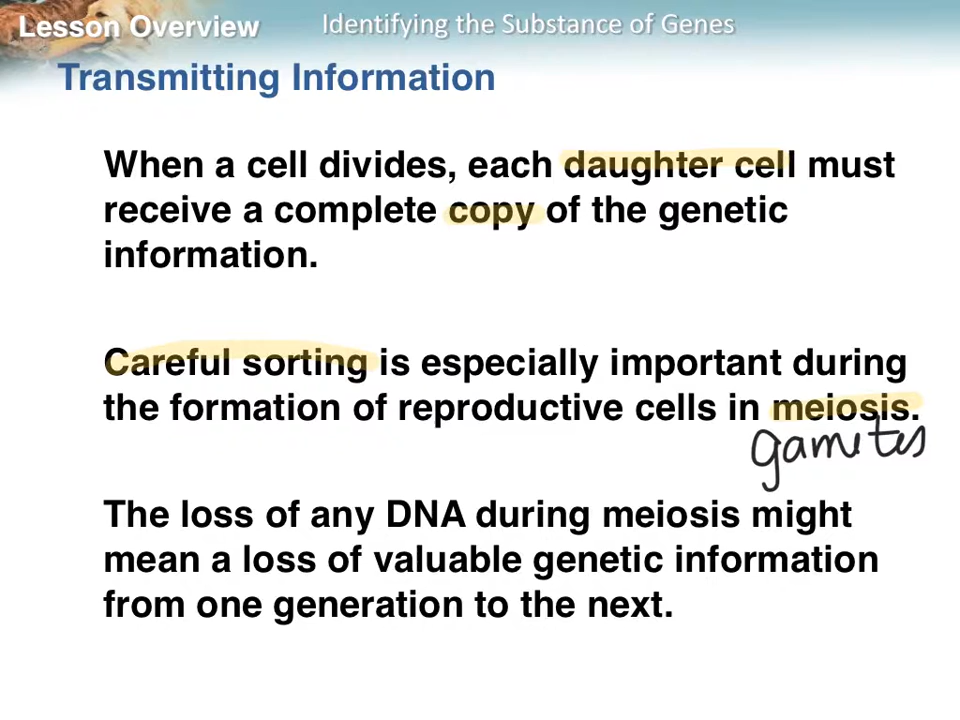 Lesson Overview
Identifying the Substance of Genes
Transmitting Information
When a cell divides, each daughter cell must
receive a complete copy of the genetic
information.
Careful sorting is especially important during
the formation of reproductive cells in meiosis.
gametes
The loss of any DNA during meiosis might
mean a loss of valuable genetic information
from one generation to the next.